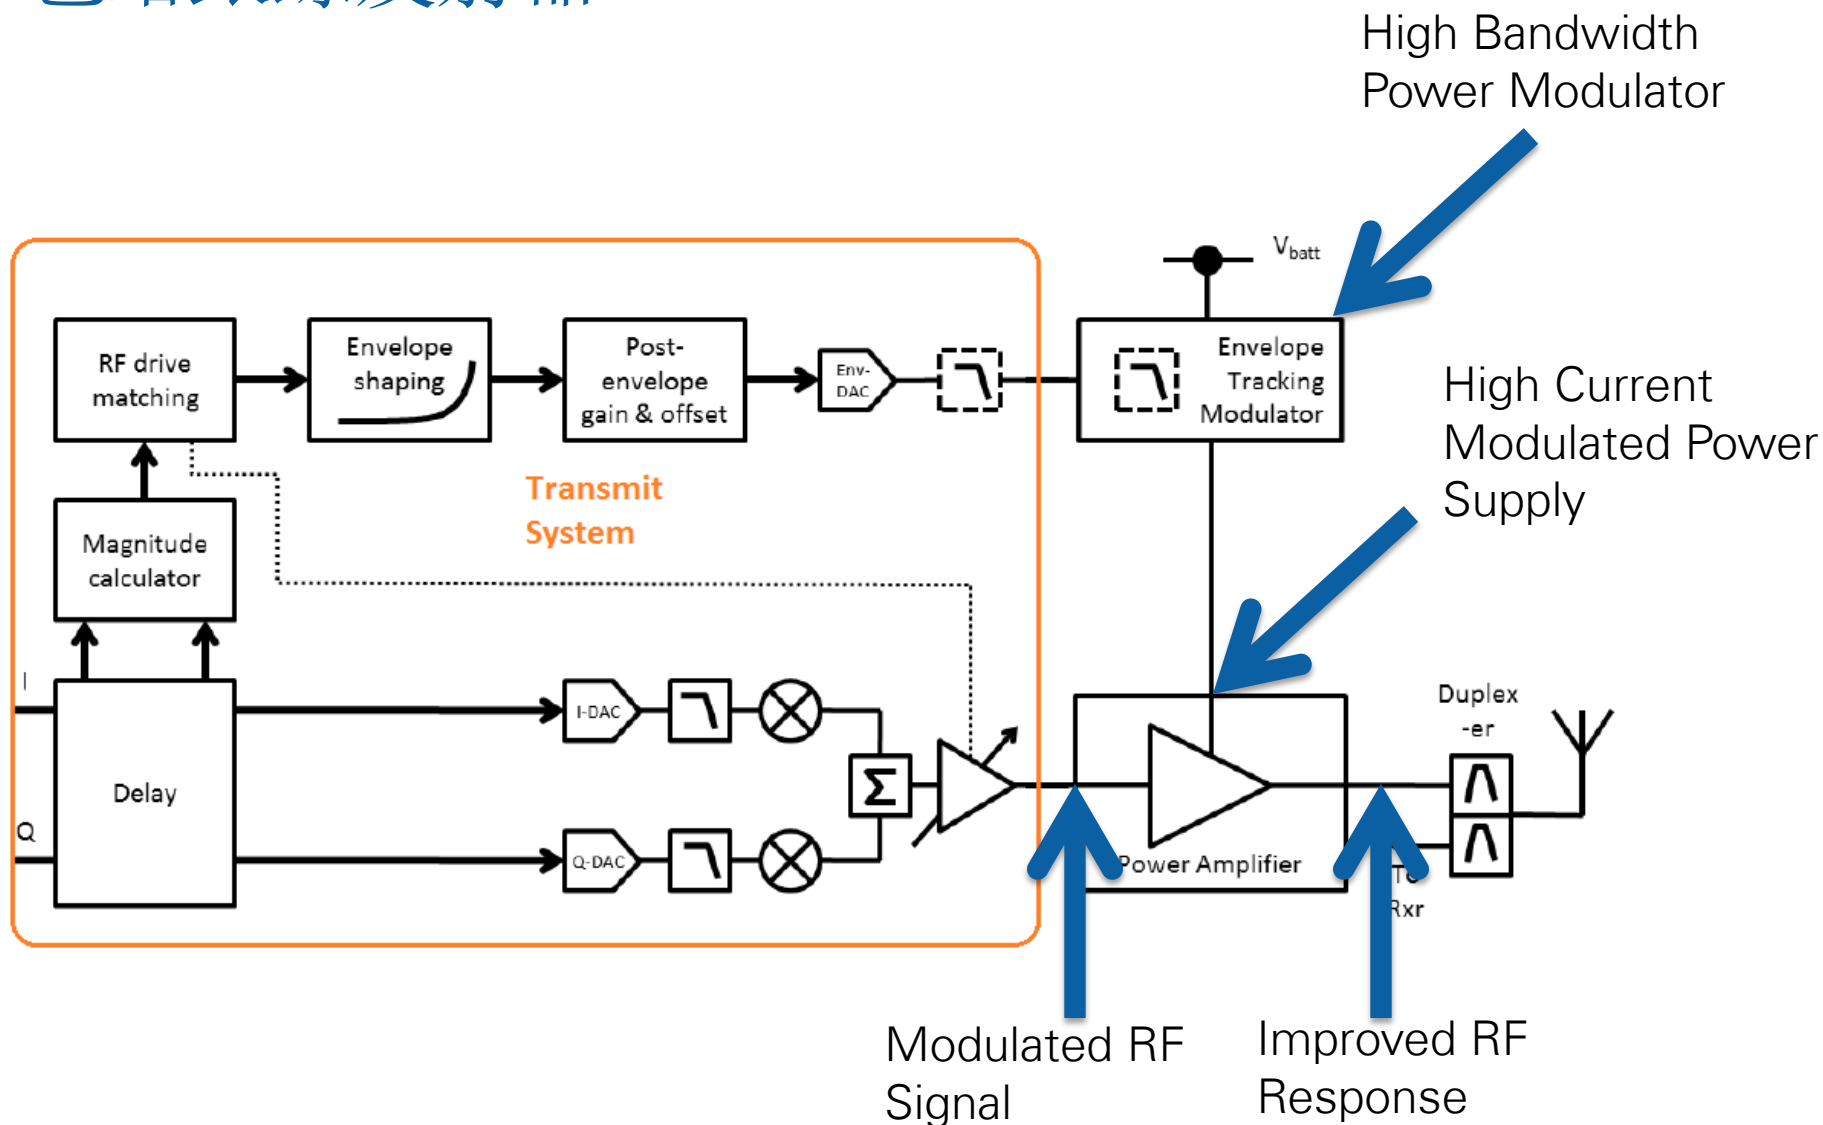 High Bandwidth
Power Modulator
V_batt
RF drive
matching
Envelope
shaping
Post-
envelope
gain & offset
Env-
DAC
Envelope
Tracking
Modulator
High Current
Modulated Power
Supply
Transmit
System
Magnitude
calculator
I
I-DAC
Duplex
-er
Delay
Σ
Q
Q-DAC
Power Amplifier
Rxr
Modulated RF
Signal
Improved RF
Response